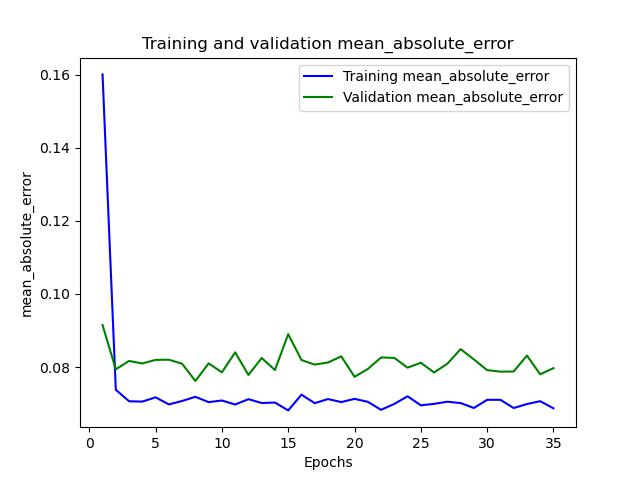 Training and validation mean_absolute_error
Training mean_absolute_error
Validation mean_absolute_error
mean_absolute_error
0.16
0.14
0.12
0.10
0.08
0 5 10 15 20 25 30 35
Epochs